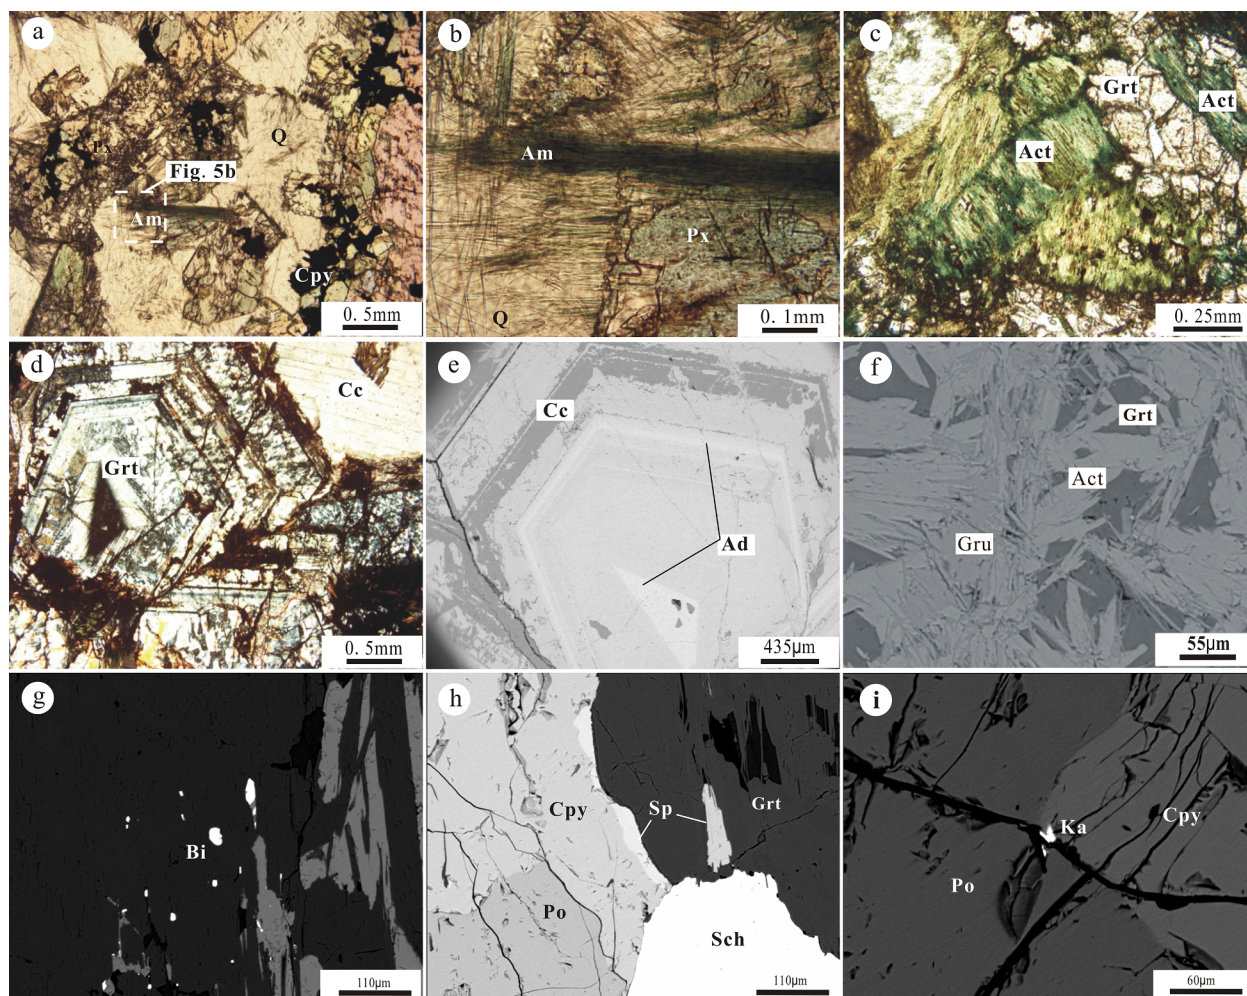 a
Px
Q
Fig. 5b
Am
Cpy
0. 5mm
b
Am
Px
Q
0. 1mm
c
Grt
Act
Act
0. 25mm
d
Cc
Grt
0. 5mm
e
Cc
Ad
435μm
f
Grt
Act
Gru
55μm
g
Bi
110μm
h
Cpy
Sp
Grt
Po
Sch
110μm
i
Ka
Cpy
Po
60μm